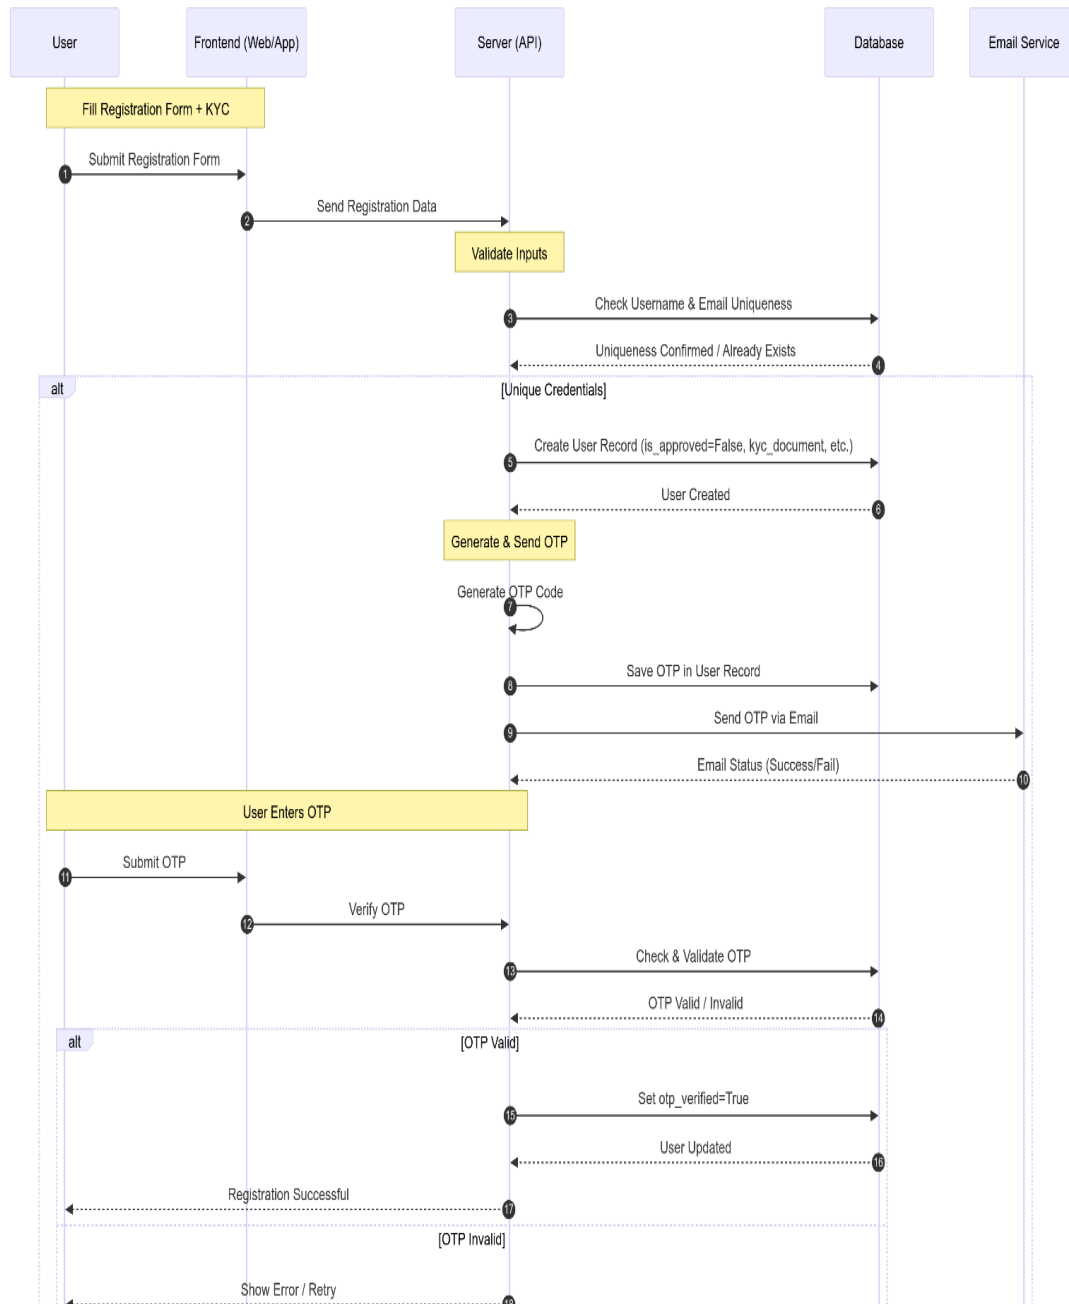 User
Frontend (Web/App)
Server (API)
Database
Email Service
Fill Registration Form + KYC
Submit Registration Form
1
Send Registration Data
2
Validate Inputs
Check Username & Email Uniqueness
3
Uniqueness Confirmed / Already Exists
4
alt
[Unique Credentials]
Create User Record (is_approved=False, kyc_document, etc.)
5
User Created
6
Generate & Send OTP
Generate OTP Code
7
Save OTP in User Record
8
Send OTP via Email
9
Email Status (Success/Fail)
10
User Enters OTP
Submit OTP
11
Verify OTP
12
Check & Validate OTP
13
OTP Valid / Invalid
14
alt
[OTP Valid]
Set otp_verified=True
15
User Updated
16
Registration Successful
17
[OTP Invalid]
Show Error / Retry
18